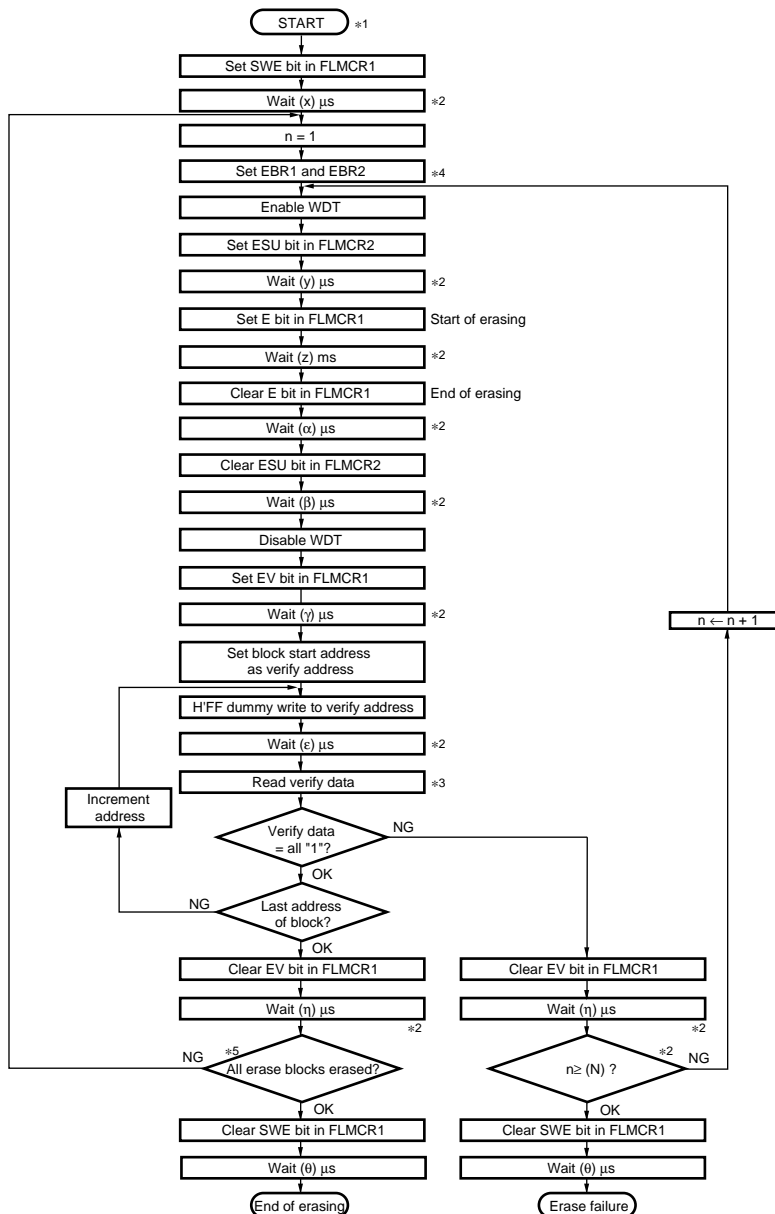 START *1
Set SWE bit in FLMCR1
Wait (x) μs *2
n = 1
Set EBR1 and EBR2 *4
Enable WDT
Set ESU bit in FLMCR2
Wait (y) μs *2
Set E bit in FLMCR1 Start of erasing
Wait (z) ms *2
Clear E bit in FLMCR1 End of erasing
Wait (α) μs *2
Clear ESU bit in FLMCR2
Wait (β) μs *2
Disable WDT
Set EV bit in FLMCR1
Wait (γ) μs *2
n ← n + 1
Set block start address
as verify address
H'FF dummy write to verify address
Wait (ε) μs *2
Read verify data *3
Increment
address
Verify data
= all "1"?
NG
OK
NG
Last address
of block?
OK
Clear EV bit in FLMCR1
Wait (η) μs
*2
NG
*5
All erase blocks erased?
OK
Clear SWE bit in FLMCR1
Wait (θ) μs
End of erasing
Clear EV bit in FLMCR1
Wait (η) μs
*2
*2
NG
n≥ (N) ?
OK
Clear SWE bit in FLMCR1
Wait (θ) μs
Erase failure